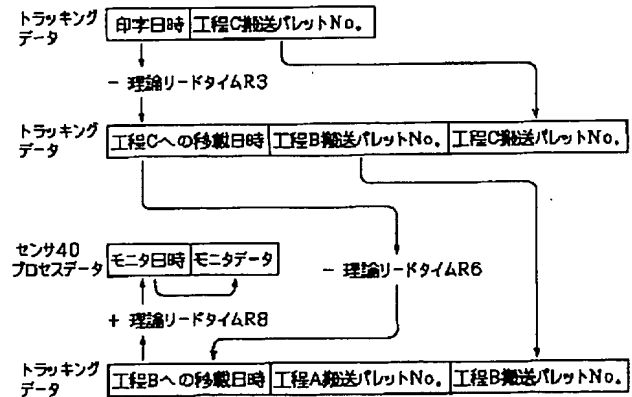 トラッキング
データ
印字日時 工程C搬送パレットNo.
− 理論リードタイムR3
トラッキング
データ
工程Cへの移載日時 工程B搬送パレットNo. 工程C搬送パレットNo.
センサ40
プロセスデータ
モニタ日時 モニタデータ
− 理論リードタイムR6
+ 理論リードタイムR8
トラッキング
データ
工程Bへの移載日時 工程A搬送パレットNo. 工程B搬送パレットNo.